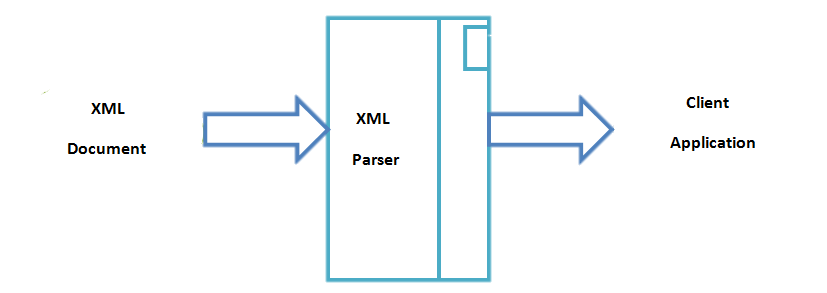 XML
Document
XML
Parser
Client
Application